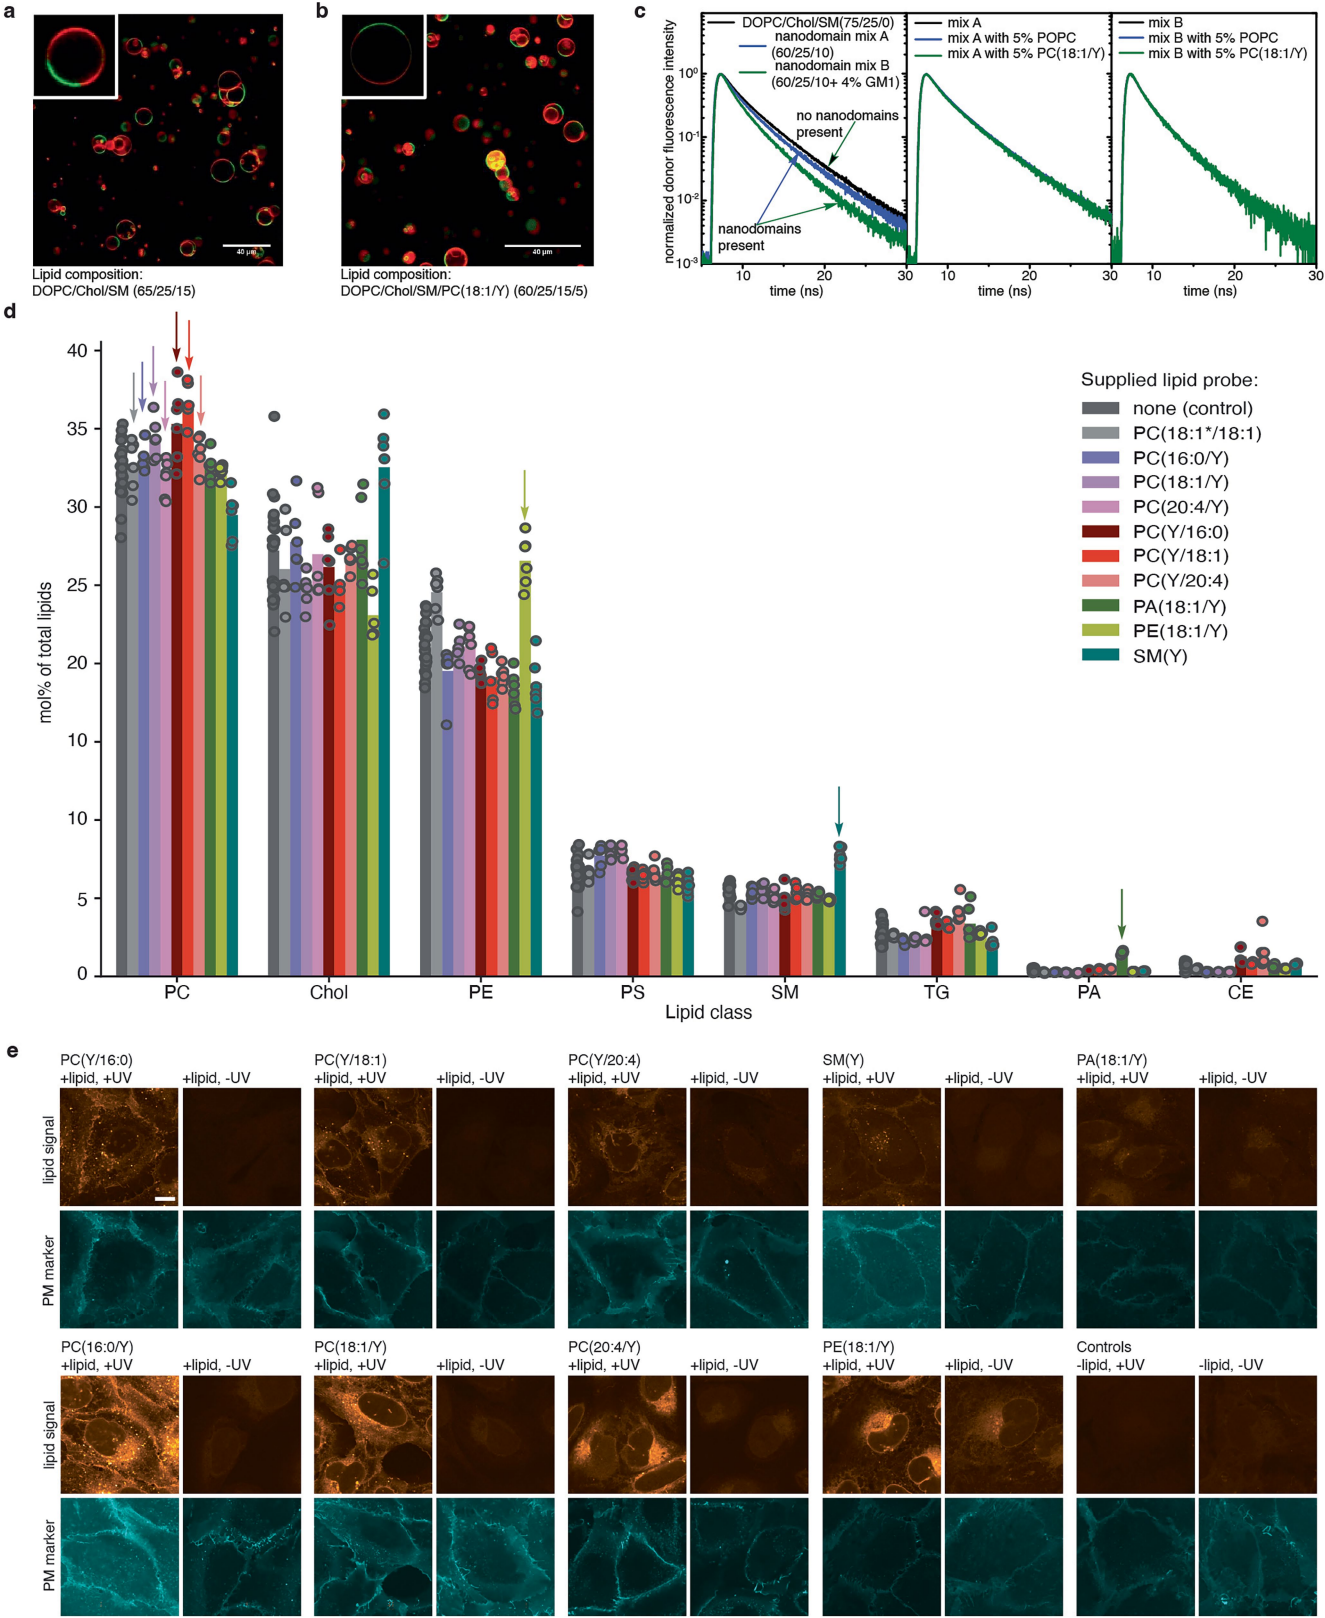 a
40 µm
Lipid composition:
DOPC/Chol/SM (65/25/15)
b
40 µm
Lipid composition:
DOPC/Chol/SM/PC(18:1/Y) (60/25/15/5)
c
normalized donor fluorescence intensity
10⁰
10⁻¹
10⁻²
10⁻³
DOPC/Chol/SM(75/25/0)
nanodomain mix A
(60/25/10)
nanodomain mix B
(60/25/10+ 4% GM1)
no nanodomains
present
nanodomains
present
10 20 30
time (ns)
mix A
mix A with 5% POPC
mix A with 5% PC(18:1/Y)
10 20 30
time (ns)
mix B
mix B with 5% POPC
mix B with 5% PC(18:1/Y)
10 20 30
time (ns)
d
mol% of total lipids
40
35
30
25
20
10
10
5
0
PC Chol PE PS SM TG PA CE
Lipid class
Supplied lipid probe:
none (control)
PC(18:1*/18:1)
PC(16:0/Y)
PC(18:1/Y)
PC(20:4/Y)
PC(Y/16:0)
PC(Y/18:1)
PC(Y/20:4)
PA(18:1/Y)
PE(18:1/Y)
SM(Y)
e
PC(Y/16:0) PC(Y/18:1) PC(Y/20:4) SM(Y) PA(18:1/Y)
+lipid, +UV +lipid, -UV +lipid, +UV +lipid, -UV +lipid, +UV +lipid, -UV +lipid, +UV +lipid, -UV +lipid, +UV +lipid, -UV
lipid signal
PM marker
PC(16:0/Y) PC(18:1/Y) PC(20:4/Y) PE(18:1/Y) Controls
+lipid, +UV +lipid, -UV +lipid, +UV +lipid, -UV +lipid, +UV +lipid, -UV +lipid, +UV +lipid, -UV -lipid, +UV -lipid, -UV
lipid signal
PM marker